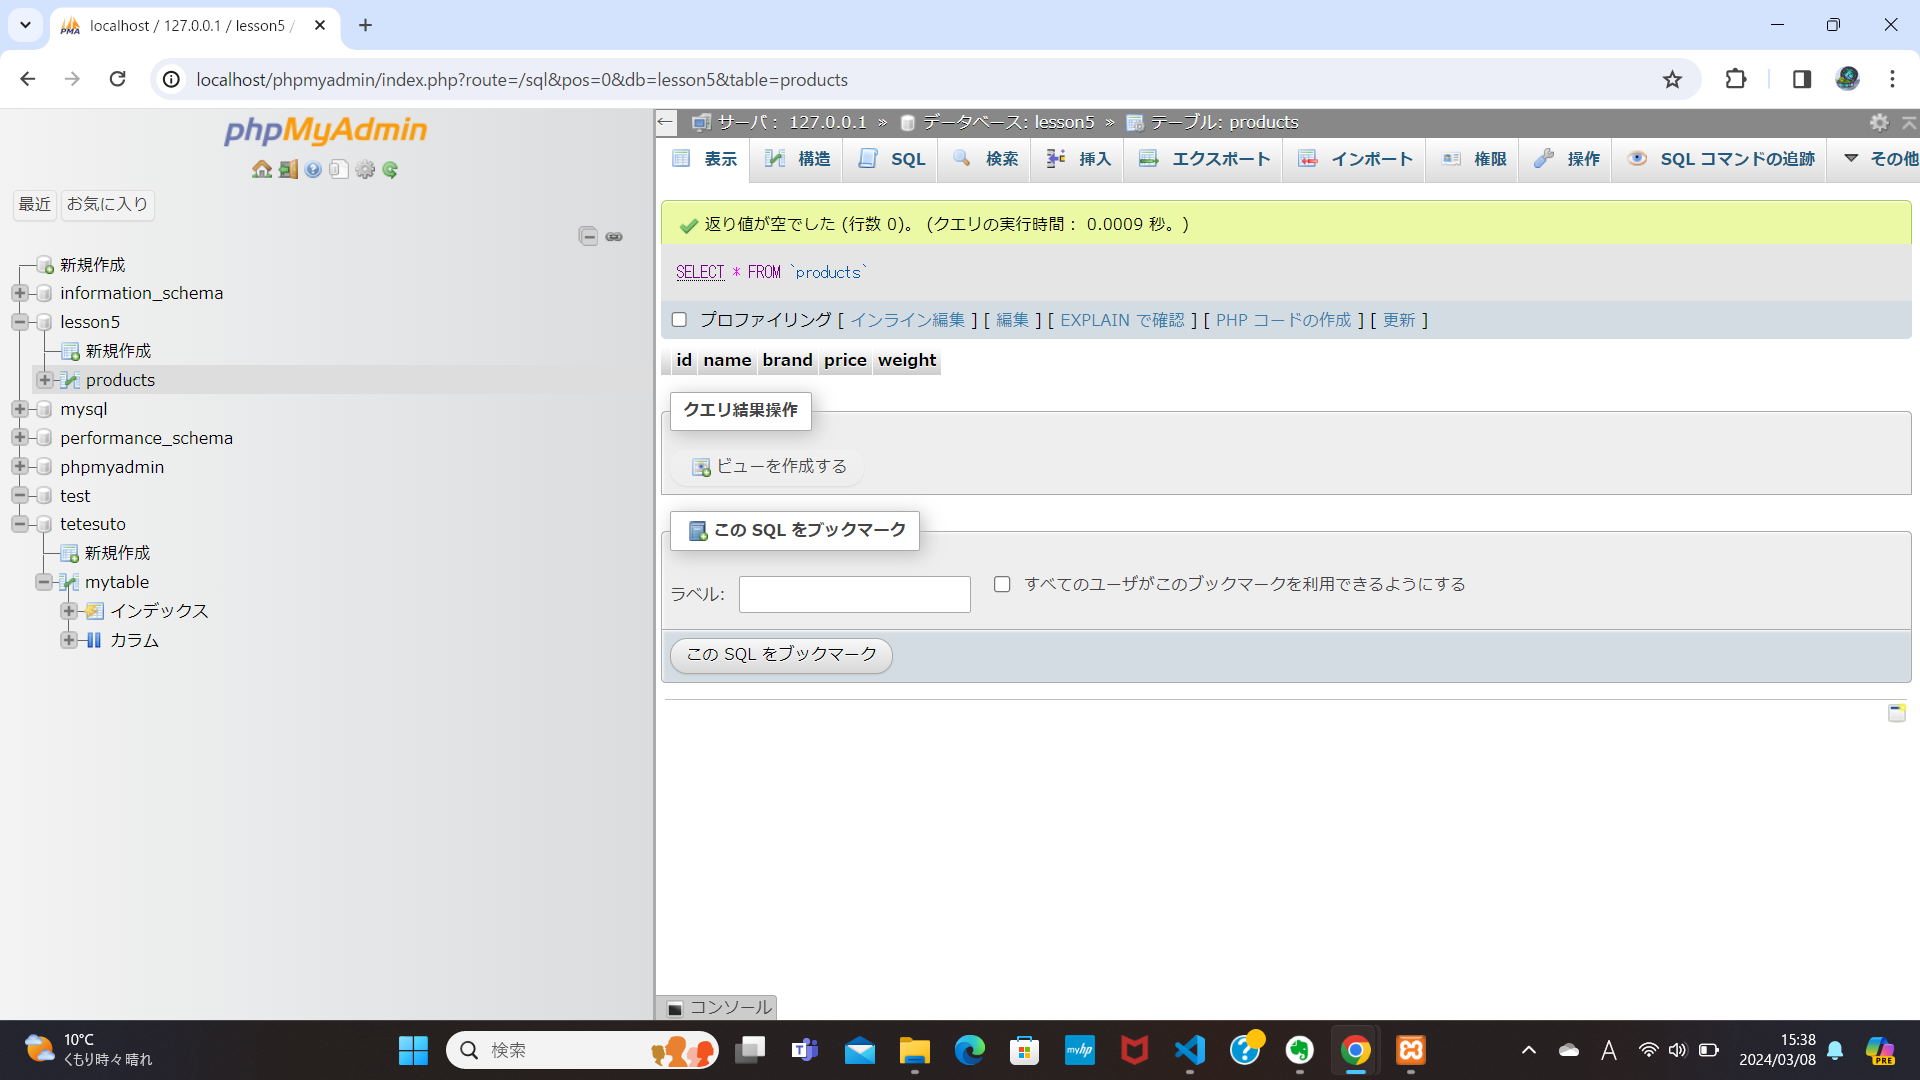 localhost / 127.0.0.1 / lesson5 /
localhost/phpmyadmin/index.php?route=/sql&pos=0&db=lesson5&table=products
phpMyAdmin
最近 お気に入り
新規作成
information_schema
lesson5
新規作成
products
mysql
performance_schema
phpmyadmin
test
tetesuto
新規作成
mytable
インデックス
カラム
サーバ: 127.0.0.1 » データベース: lesson5 » テーブル: products
表示 構造 SQL 検索 挿入 エクスポート インポート 権限 操作 SQL コマンドの追跡 その他
返り値が空でした (行数 0)。 (クエリの実行時間: 0.0009 秒。)
SELECT * FROM `products`
プロファイリング [ インライン編集 ] [ 編集 ] [ EXPLAIN で確認 ] [ PHP コードの作成 ] [ 更新 ]
id name brand price weight
クエリ結果操作
ビューを作成する
この SQL をブックマーク
ラベル: すべてのユーザがこのブックマークを利用できるようにする
この SQL をブックマーク
コンソール
10°C
くもり時々晴れ
検索
myhp
A
15:38
2024/03/08
PRE